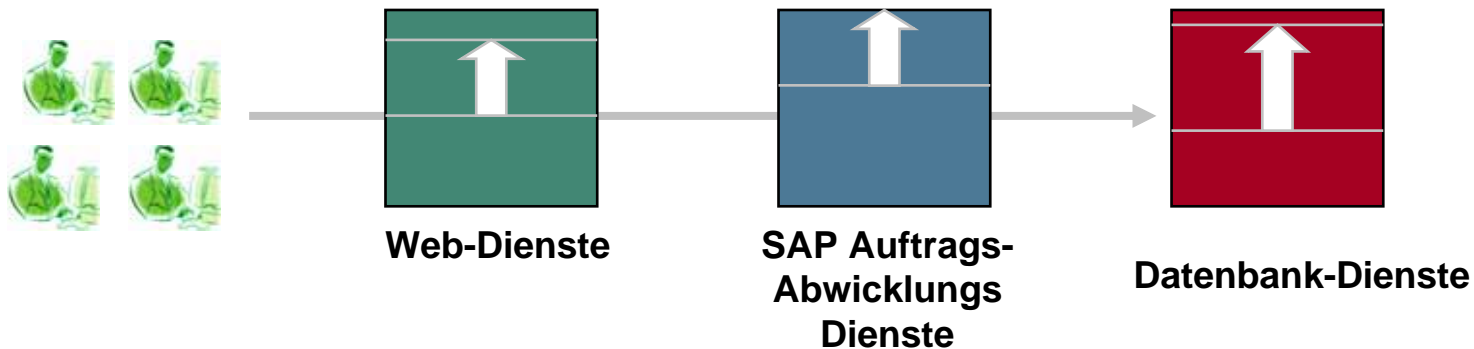 Web-Dienste
SAP Auftrags-
Abwicklungs
Dienste
Datenbank-Dienste